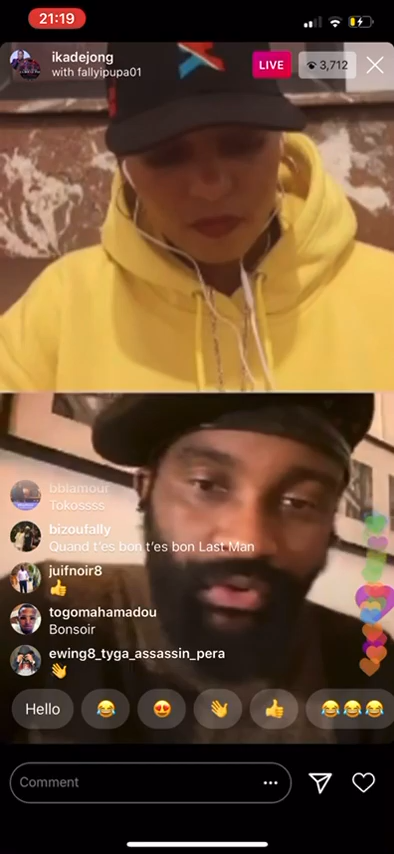 21:19
ikadejong
with fallyipupa01
LIVE
3,712
bblamour
Tokossss
bizoufally
Quand t'es bon t'es bon Last Man
juifnoir8
👍
togomahamadou
Bonsoir
ewing8_tyga_assassin_pera
👋
Hello 😂 😍 👋 👍 😂😂😂
Comment